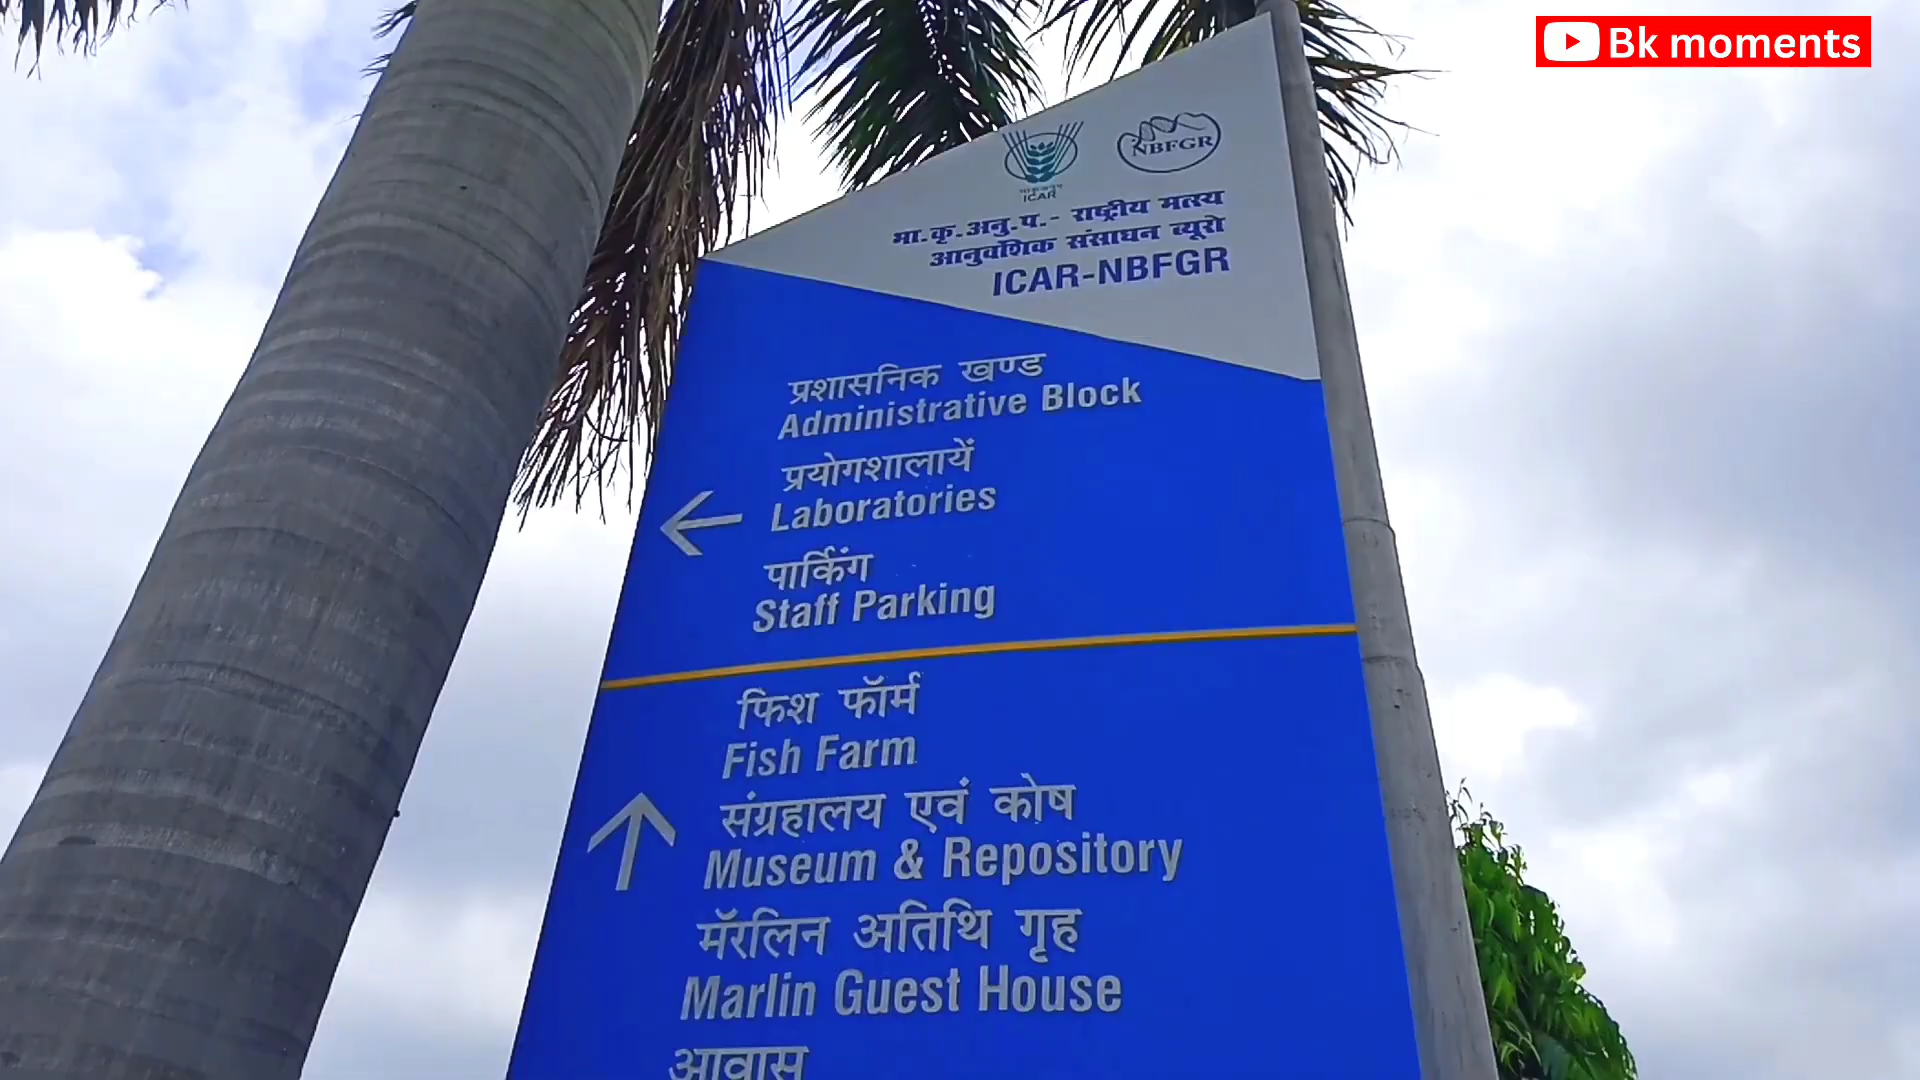 Bk moments
NBFGR
भाकृअनुप
ICAR
भा.कृ.अनु.प.- राष्ट्रीय मत्स्य
आनुवंशिक संसाधन ब्यूरो
ICAR-NBFGR
प्रशासनिक खण्ड
Administrative Block
प्रयोगशालायें
Laboratories
पार्किंग
Staff Parking
फिश फॉर्म
Fish Farm
संग्रहालय एवं कोष
Museum & Repository
मॅरलिन अतिथि गृह
Marlin Guest House
आवास